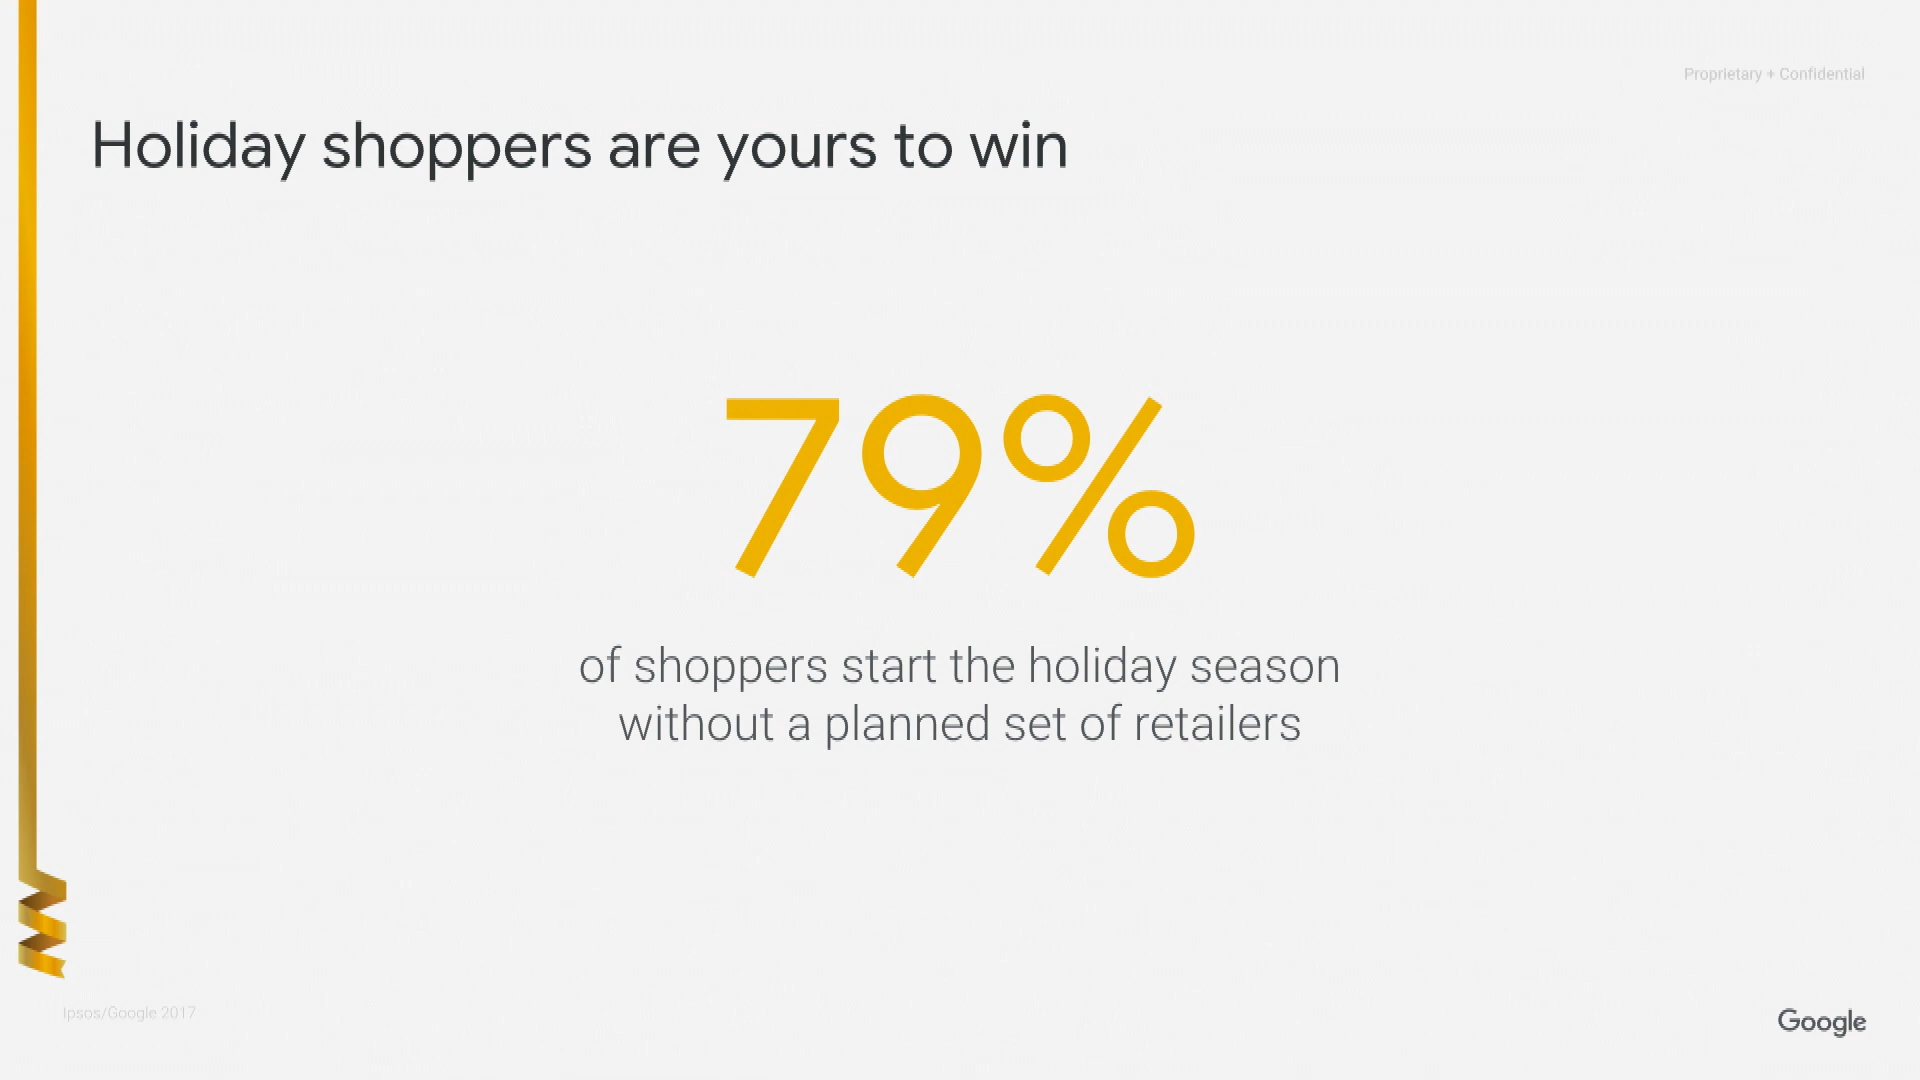 Proprietary + Confidential
Holiday shoppers are yours to win
79%
of shoppers start the holiday season
without a planned set of retailers
Ipsos/Google 2017
Google